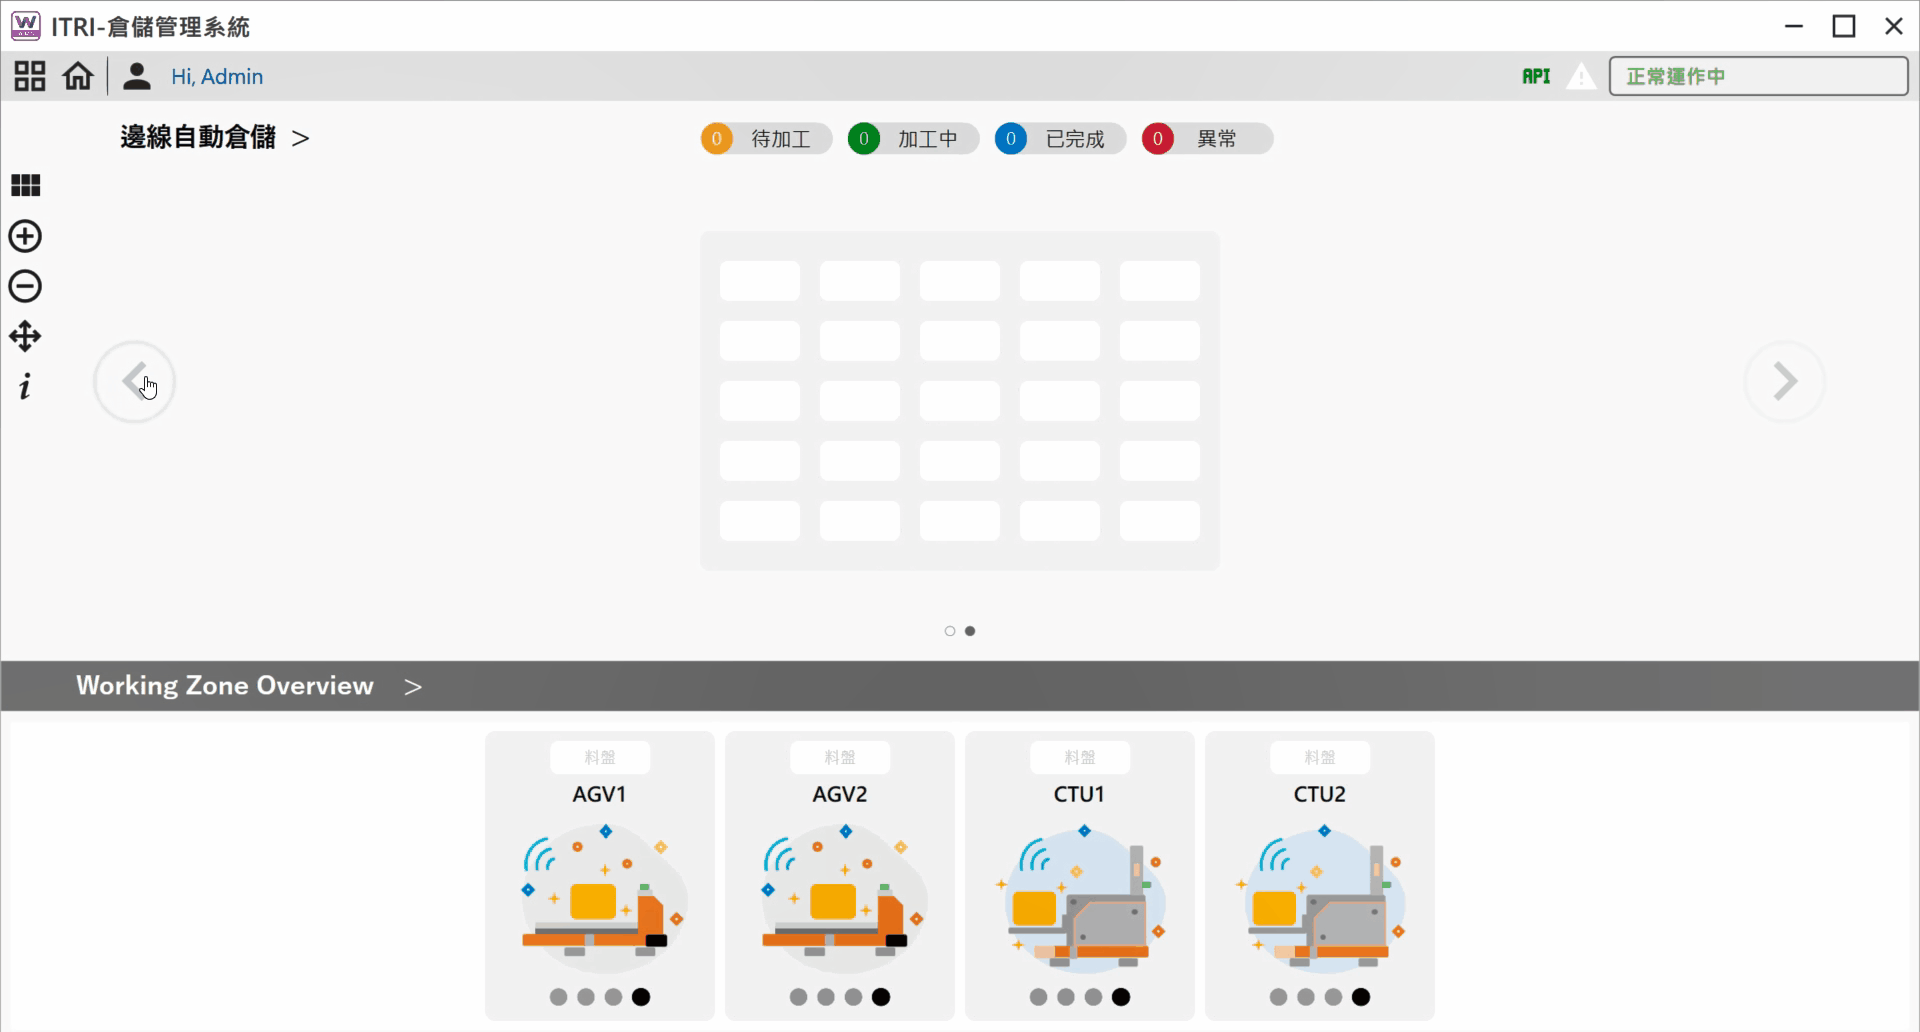 ITRI-倉儲管理系統
Hi, Admin
API
正常運作中
邊線自動倉儲 >
0 待加工
0 加工中
0 已完成
0 異常
Working Zone Overview >
料盤
AGV1
料盤
AGV2
料盤
CTU1
料盤
CTU2